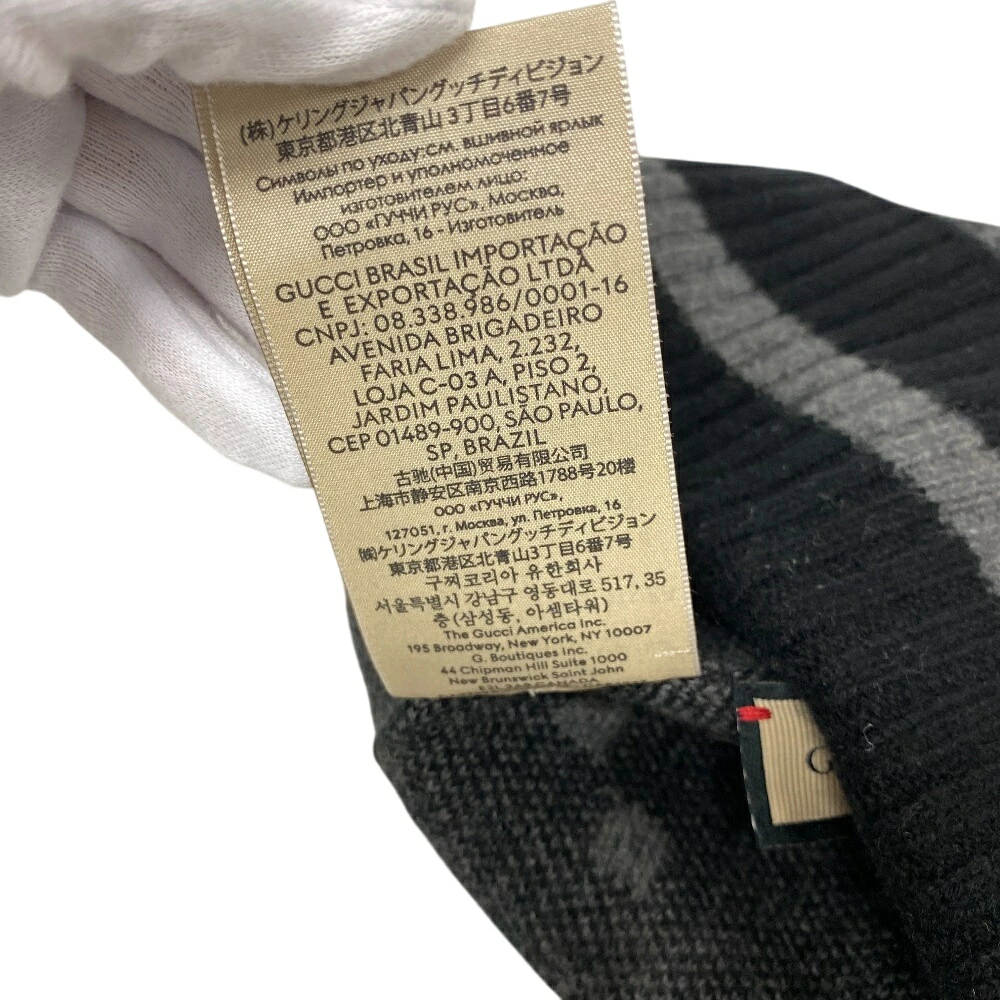 (株)ケリングジャパングッチディビジョン
東京都港区北青山 3丁目6番7号
Символы по уходу:см. вшивной ярлык
Импортер и уполномоченное
изготовителем лицо:
ООО «ГУЧЧИ РУС», Москва,
Петровка, 16 - Изготовитель
GUCCI BRASIL IMPORTAÇÃO
E EXPORTAÇÃO LTDA
CNPJ: 08.338.986/0001-16
AVENIDA BRIGADEIRO
FARIA LIMA, 2.232,
LOJA C-03 A, PISO 2,
JARDIM PAULISTANO,
CEP 01489-900, SÃO PAULO,
SP, BRAZIL
古驰(中国)贸易有限公司
上海市静安区南京西路1788号20楼
ООО «ГУЧЧИ РУС»,
127051, г. Москва, ул. Петровка, 16
㈱ケリングジャパングッチディビジョン
東京都港区北青山3丁目6番7号
구찌코리아 유한회사
서울특별시 강남구 영동대로 517, 35
층 (삼성동, 아셈타워)
The Gucci America Inc.
195 Broadway, New York, NY 10007
G. Boutiques Inc.
44 Chipman Hill Suite 1000
New Brunswick Saint John
E2L 2A9 CANADA
G